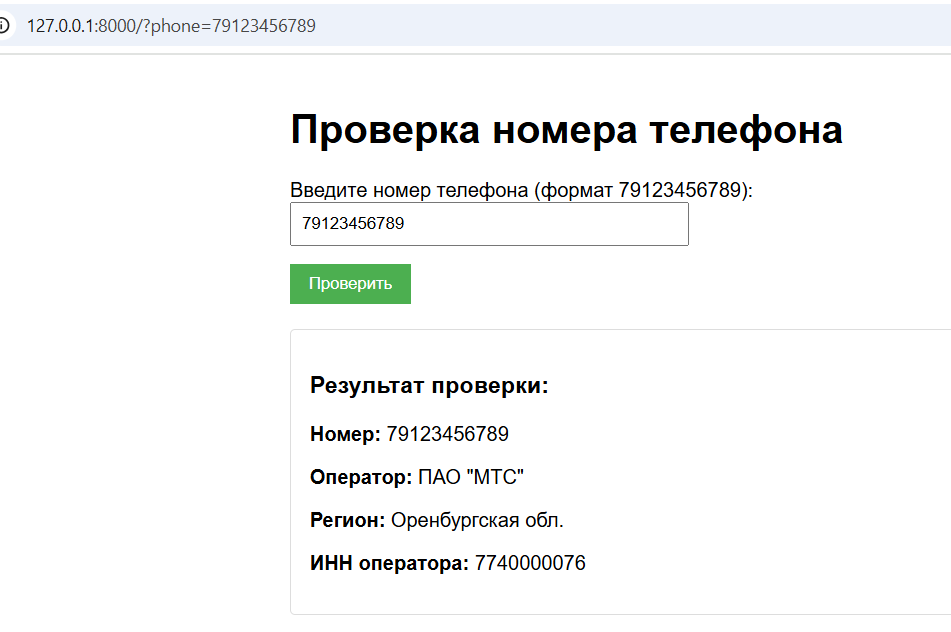 127.0.0.1:8000/?phone=79123456789
Проверка номера телефона
Введите номер телефона (формат 79123456789):
79123456789
Проверить
Результат проверки:
Номер: 79123456789
Оператор: ПАО "МТС"
Регион: Оренбургская обл.
ИНН оператора: 7740000076